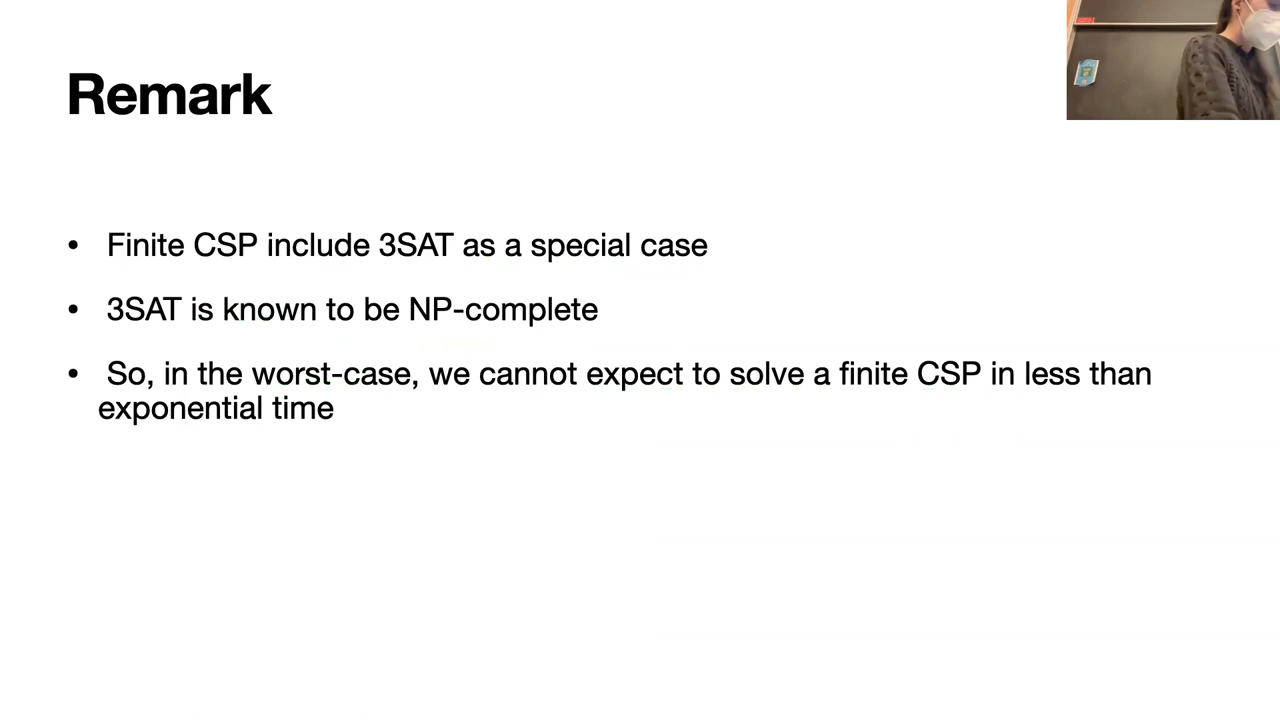 Remark
• Finite CSP include 3SAT as a special case
• 3SAT is known to be NP-complete
• So, in the worst-case, we cannot expect to solve a finite CSP in less than
exponential time